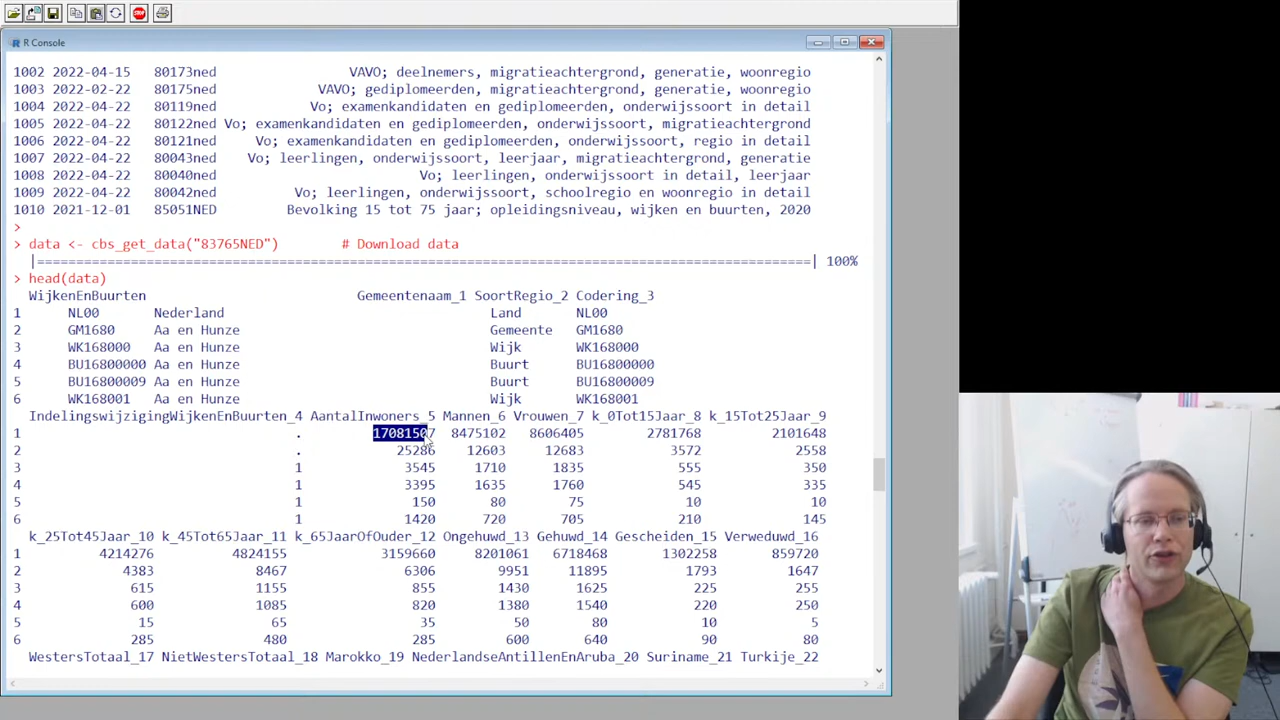 R Console
1002 2022-04-15 80173ned VAVO; deelnemers, migratieachtergrond, generatie, woonregio
1003 2022-02-22 80175ned VAVO; gediplomeerden, migratieachtergrond, woonregio
1004 2022-04-22 80119ned Vo; examenkandidaten en gediplomeerden, onderwijssoort in detail
1005 2022-04-22 80122ned Vo; examenkandidaten en gediplomeerden, onderwijssoort, migratieachtergrond
1006 2022-04-22 80121ned Vo; examenkandidaten en gediplomeerden, onderwijssoort, regio in detail
1007 2022-04-22 80043ned Vo; leerlingen, onderwijssoort, leerjaar, migratieachtergrond, generatie
1008 2022-04-22 80040ned Vo; leerlingen, onderwijssoort in detail, leerjaar
1009 2022-04-22 80042ned Vo; leerlingen, onderwijssoort, schoolregio en woonregio in detail
1010 2021-12-01 85051NED Bevolking 15 tot 75 jaar; opleidingsniveau, wijken en buurten, 2020
>
> data <- cbs_get_data("83765NED") # Download data
|================================================================| 100%
> head(data)
WijkenEnBuurten Gemeentenaam_1 SoortRegio_2 Codering_3
1 NL00 Nederland Land NL00
2 GM1680 Aa en Hunze Gemeente GM1680
3 WK168000 Aa en Hunze Wijk WK168000
4 BU16800000 Aa en Hunze Buurt BU16800000
5 BU16800009 Aa en Hunze Buurt BU16800009
6 WK168001 Aa en Hunze Wijk WK168001
IndelingswijzigingWijkenEnBuurten_4 AantalInwoners_5 Mannen_6 Vrouwen_7 k_0Tot15Jaar_8 k_15Tot25Jaar_9
1 . 17081507 8475102 8606405 2781768 2101648
2 . 25286 12603 12683 3572 2558
3 1 3545 1710 1835 555 350
4 1 3395 1635 1760 545 335
5 1 150 80 75 10 10
6 1 1420 720 705 210 145
k_25Tot45Jaar_10 k_45Tot65Jaar_11 k_65JaarOfOuder_12 Ongehuwd_13 Gehuwd_14 Gescheiden_15 Verweduwd_16
1 4214276 4824155 3159660 8201061 6718468 1302258 859720
2 4383 8467 6306 9951 11895 1793 1647
3 615 1155 855 1430 1625 225 255
4 600 1085 820 1380 1540 220 250
5 15 65 35 50 80 10 5
6 285 480 285 600 640 90 80
WestersTotaal_17 NietWestersTotaal_18 Marokko_19 NederlandseAntillenEnAruba_20 Suriname_21 Turkije_22